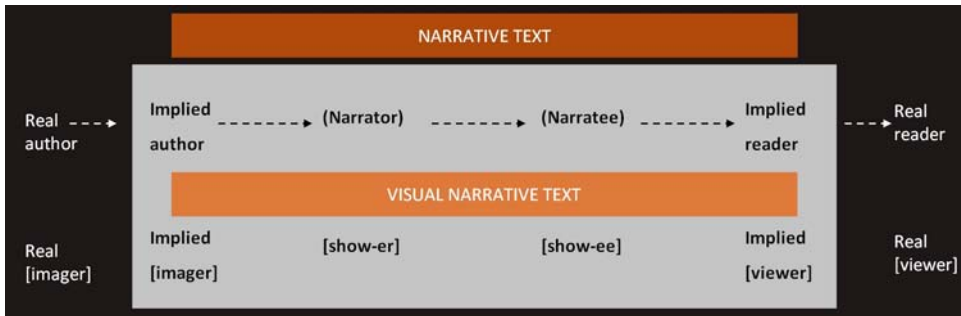 NARRATIVE TEXT
Real author
Implied author
(Narrator)
(Narratee)
Implied reader
Real reader
VISUAL NARRATIVE TEXT
Real [imager]
Implied [imager]
[show-er]
[show-ee]
Implied [viewer]
Real [viewer]